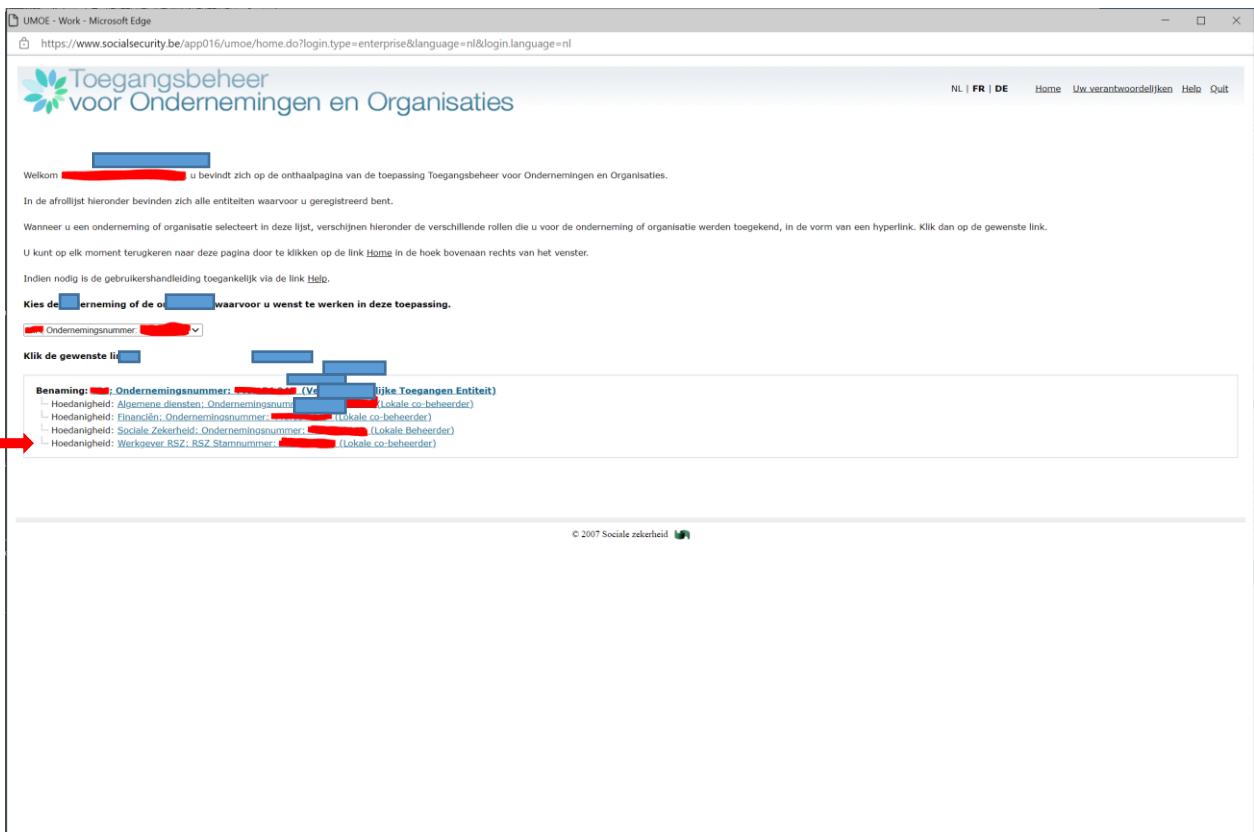 UMOE - Work - Microsoft Edge
https://www.socialsecurity.be/app016/umoe/home.do?login.type=enterprise&language=nl&login.language=nl
Toegangsbeheer
voor Ondernemingen en Organisaties
NL | FR | DE Home Uw verantwoordelijken Help Quit
Welkom u bevindt zich op de onthaalpagina van de toepassing Toegangsbeheer voor Ondernemingen en Organisaties.
In de afrollijst hieronder bevinden zich alle entiteiten waarvoor u geregistreerd bent.
Wanneer u een onderneming of organisatie selecteert in deze lijst, verschijnen hieronder de verschillende rollen die u voor de onderneming of organisatie werden toegekend, in de vorm van een hyperlink. Klik dan op de gewenste link.
U kunt op elk moment terugkeren naar deze pagina door te klikken op de link Home in de hoek bovenaan rechts van het venster.
Indien nodig is de gebruikershandleiding toegankelijk via de link Help.
Kies de erneming of de waarvoor u wenst te werken in deze toepassing.
Ondernemingsnummer:
Klik de gewenste
Benaming: ; Ondernemingsnummer: lijke Toegangen Entiteit)
Hoedanigheid: Algemene diensten; (Lokale co-beheerder)
Hoedanigheid: Financiën; Ondernemingsnummer: (Lokale co-beheerder)
Hoedanigheid: Sociale Zekerheid; Ondernemingsnummer: (Lokale Beheerder)
Hoedanigheid: Werkgever RSZ; RSZ Stamnummer: (Lokale co-beheerder)
© 2007 Sociale zekerheid